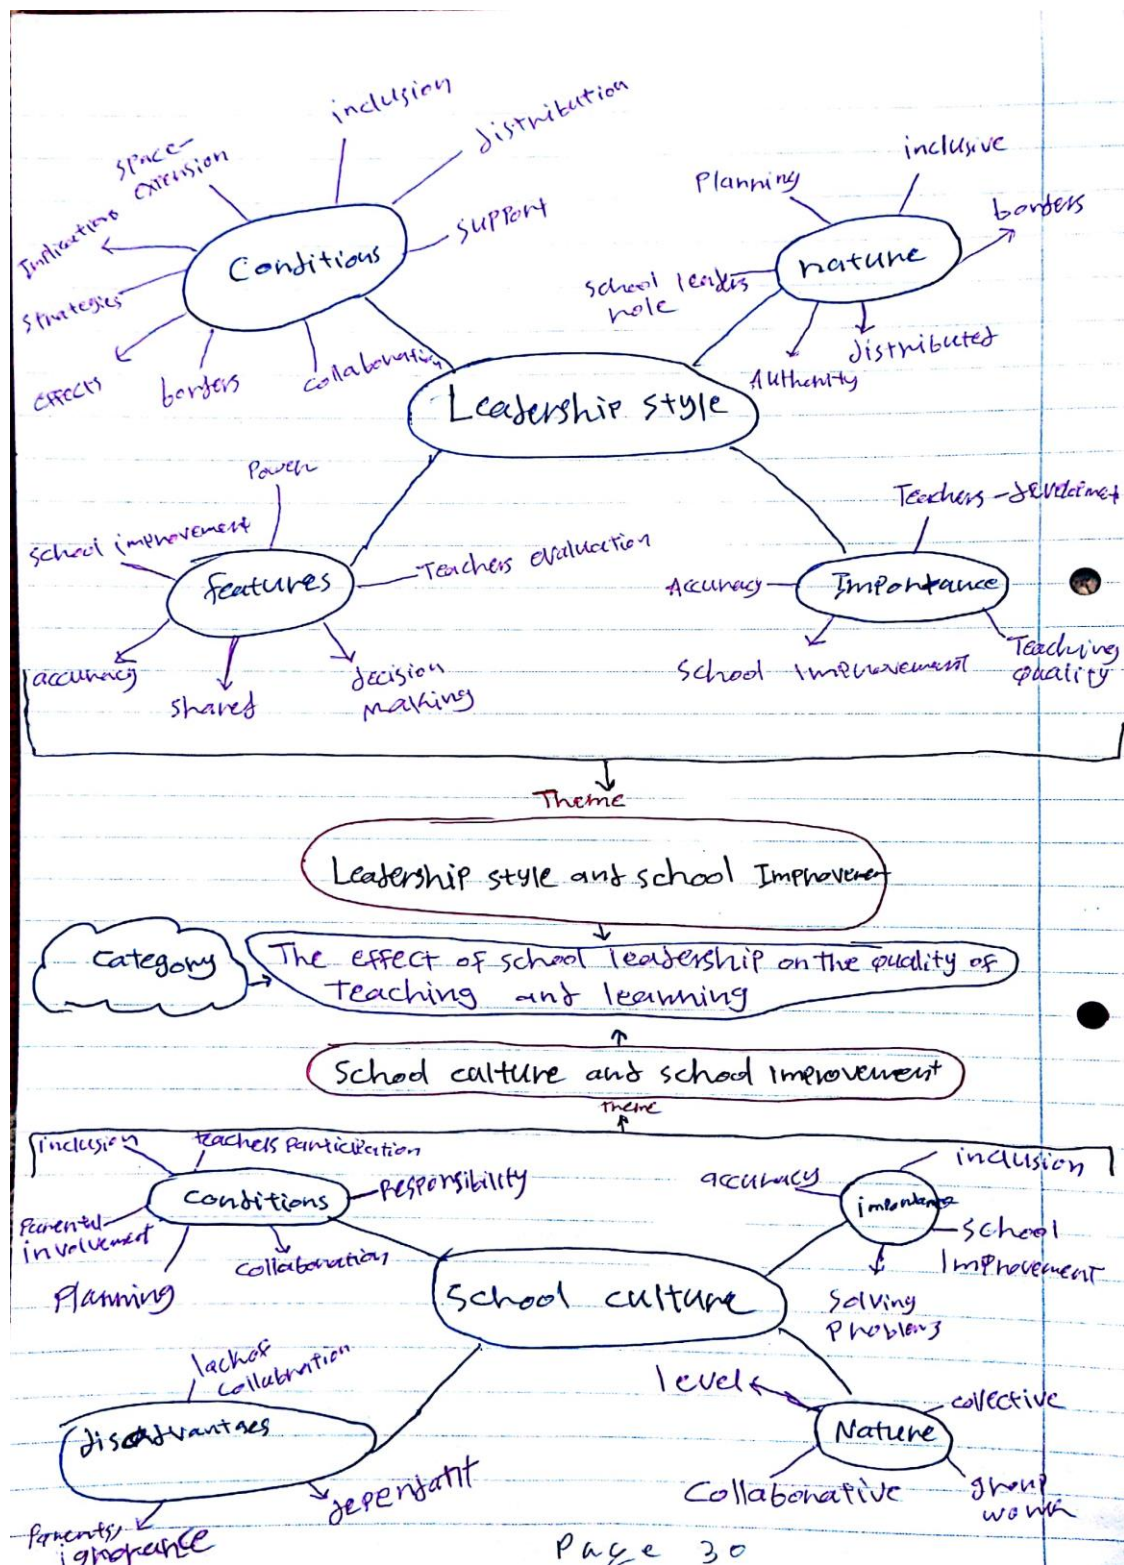 inclusion
distribution
space-
extension
Implications
Strategies
effects
borders
collaboration
support
Conditions
Planning
inclusive
borders
School leaders
role
nature
distributed
Authority
Leadership style
Power
School improvement
features
Teachers evaluation
accuracy
shared
decision
making
Accuracy
Importance
School Improvement
Teaching
quality
Theme
Leadership style and school Improvement
Category
The effect of school leadership on the quality of
teaching and learning
School culture and school improvement
theme
inclusion
teachers participation
Conditions
Responsibility
Parental
involvement
Planning
collaboration
accuracy
inclusion
importance
School
Improvement
Solving
Problems
School culture
lack of
collabration
disadvantaes
dependant
Parents,
ignorance
level
collective
Nature
Collaborative
group
work
Page 30